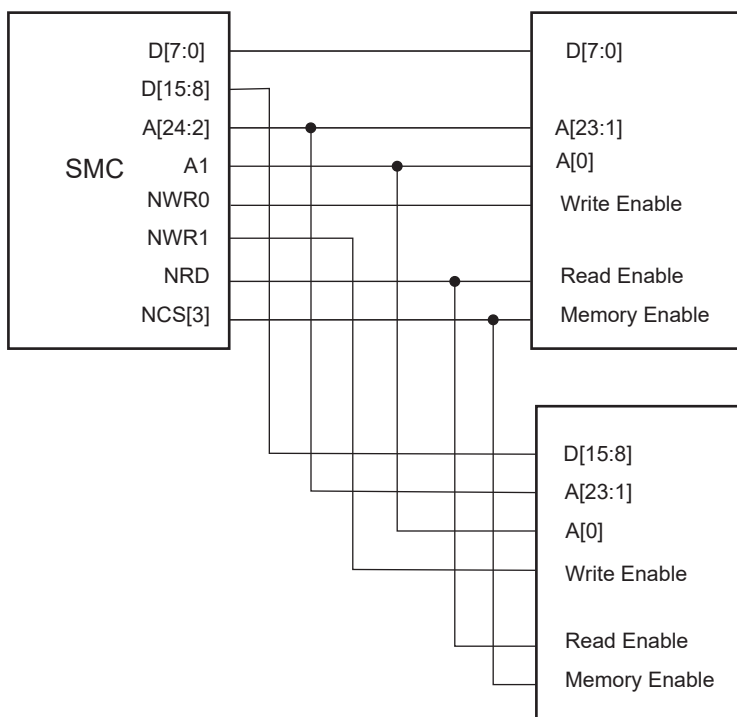 D[7:0]
D[15:8]
A[24:2]
SMC
A1
NWR0
NWR1
NRD
NCS[3]
D[7:0]
A[23:1]
A[0]
Write Enable
Read Enable
Memory Enable
D[15:8]
A[23:1]
A[0]
Write Enable
Read Enable
Memory Enable